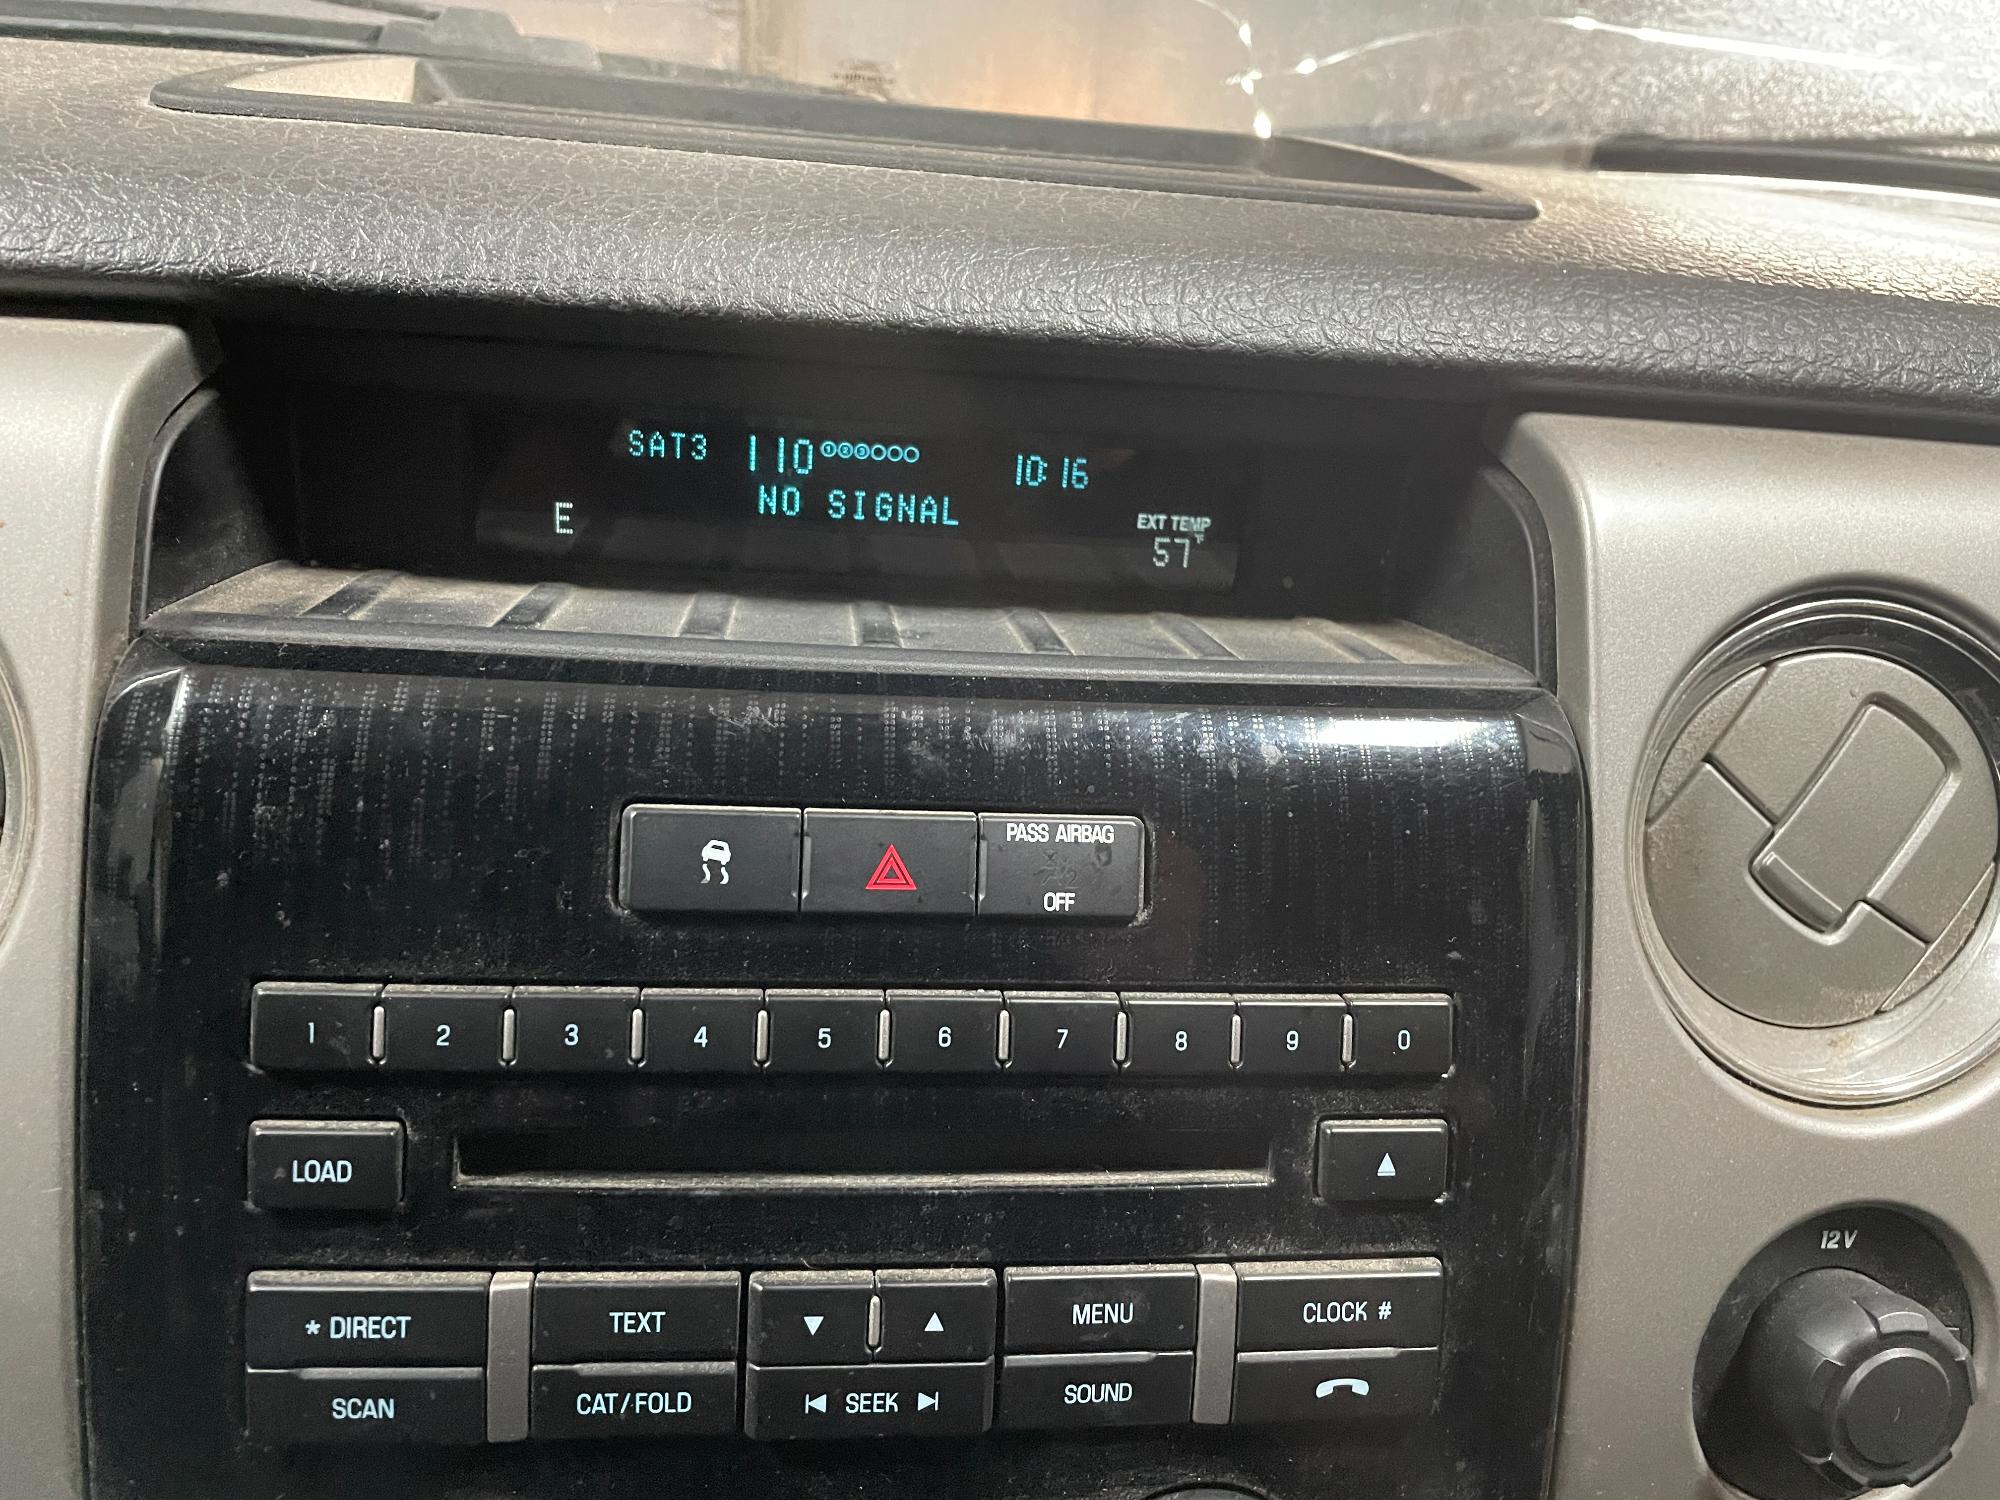 SAT3 110 10:16
NO SIGNAL
E
EXT TEMP
57°F
PASS AIRBAG
OFF
1 2 3 4 5 6 7 8 9 0
LOAD
12V
* DIRECT TEXT MENU CLOCK #
SCAN CAT/FOLD SEEK SOUND